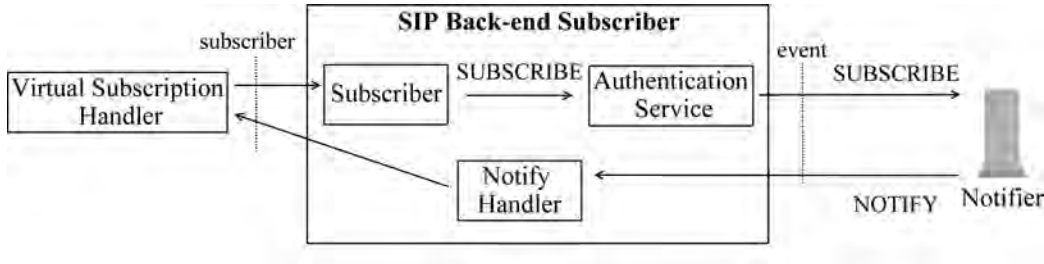 SIP Back-end Subscriber
subscriber
event
Virtual Subscription
Handler
Subscriber
SUBSCRIBE
Authentication
Service
SUBSCRIBE
Notify
Handler
NOTIFY
Notifier